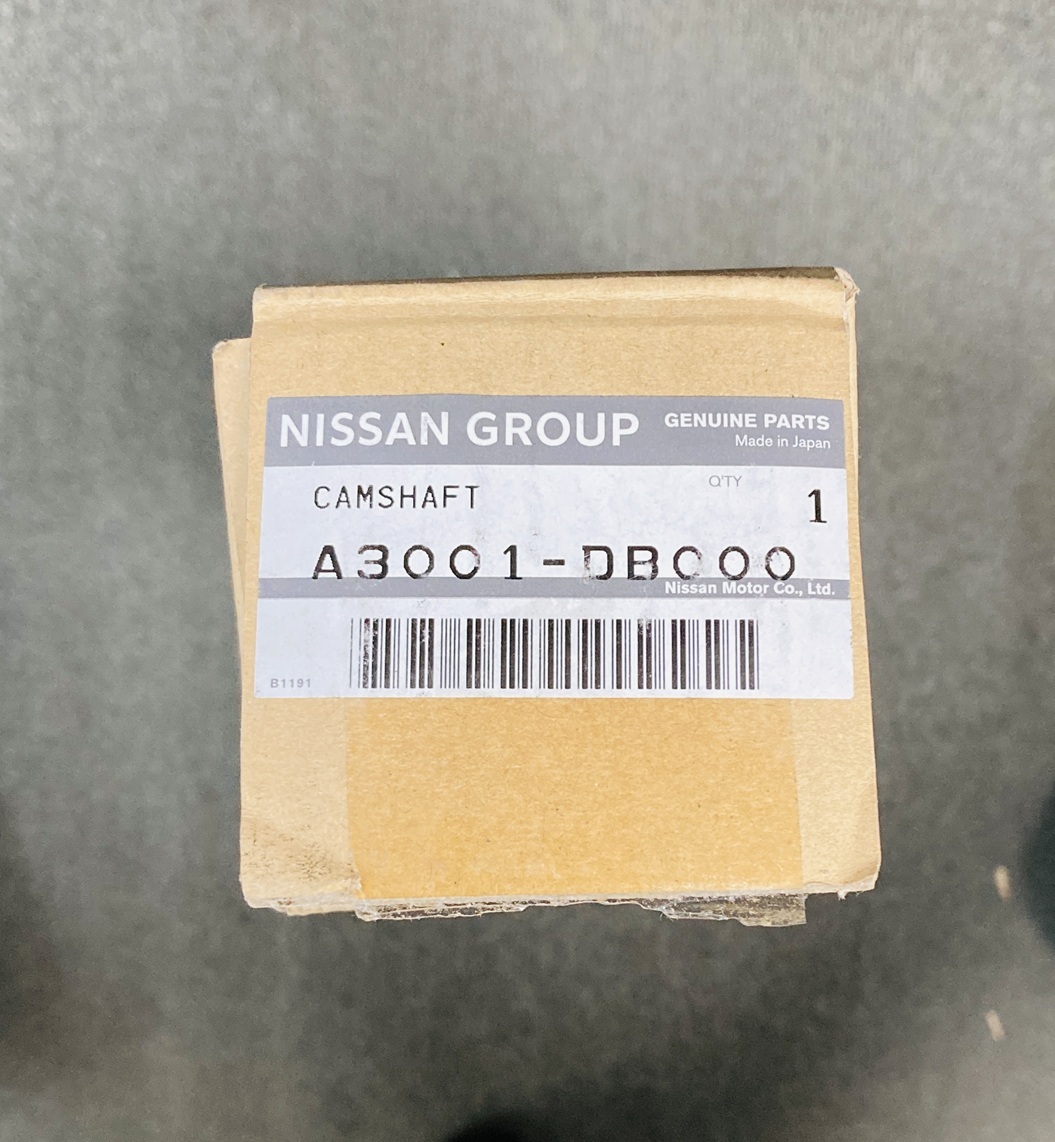 NISSAN GROUP GENUINE PARTS
Made in Japan
CAMSHAFT Q'TY 1
A3001-DB000
Nissan Motor Co., Ltd.
B1191